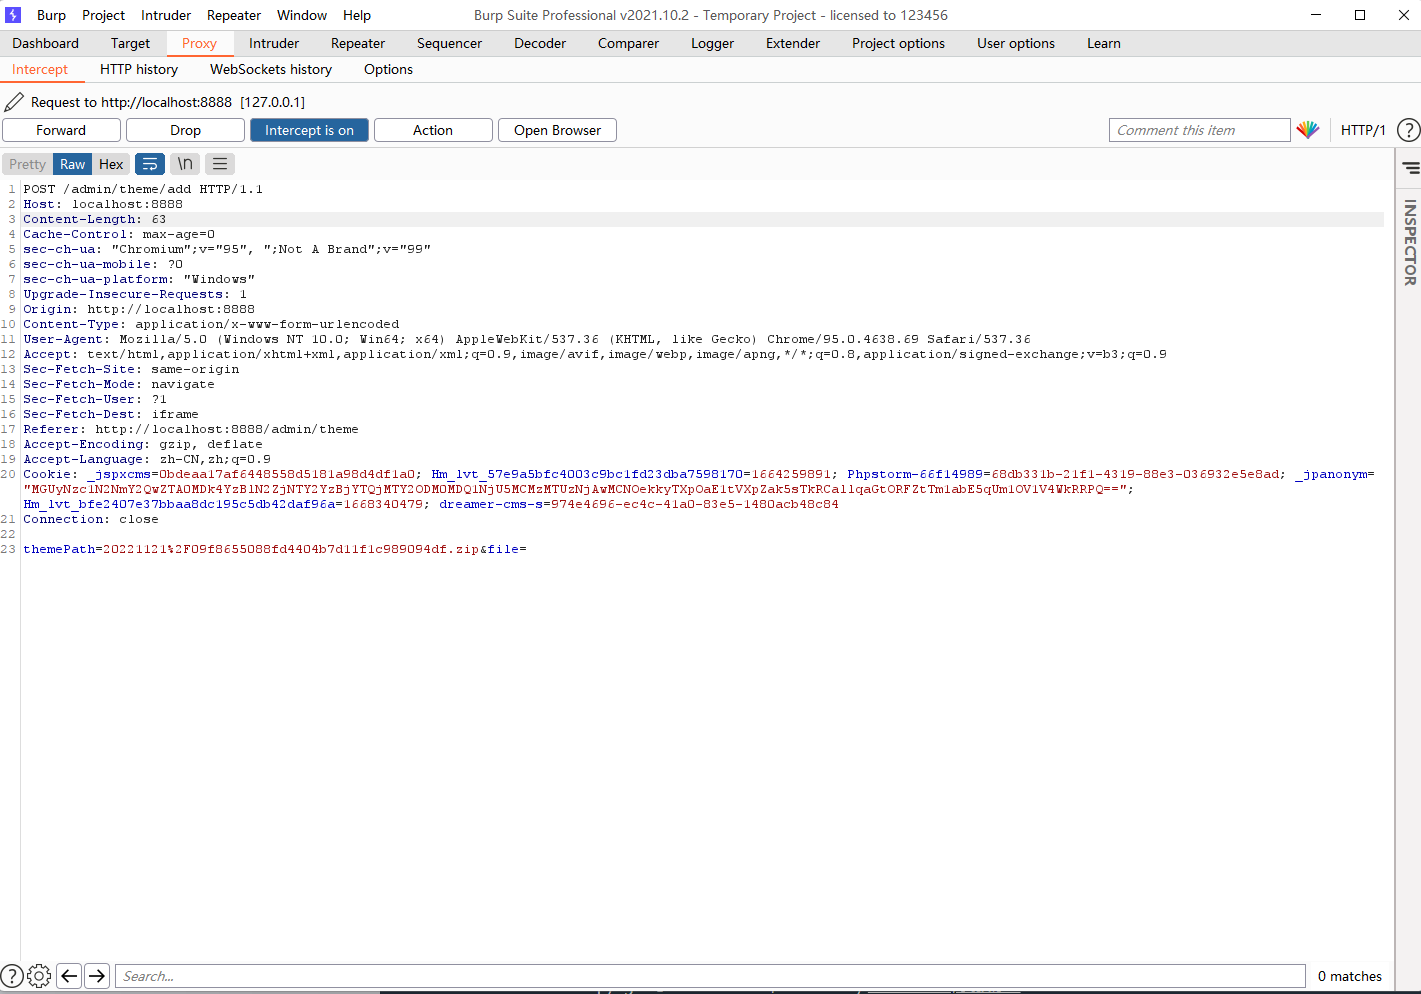 Burp Project Intruder Repeater Window Help Burp Suite Professional v2021.10.2 - Temporary Project - licensed to 123456
Dashboard Target Proxy Intruder Repeater Sequencer Decoder Comparer Logger Extender Project options User options Learn
Intercept HTTP history WebSockets history Options
Request to http://localhost:8888 [127.0.0.1]
Forward Drop Intercept is on Action Open Browser Comment this item HTTP/1 ?
Pretty Raw Hex \n
INSPECTOR
1 POST /admin/theme/add HTTP/1.1
2 Host: localhost:8888
3 Content-Length: 63
4 Cache-Control: max-age=0
5 sec-ch-ua: "Chromium";v="95", ";Not A Brand";v="99"
6 sec-ch-ua-mobile: ?0
7 sec-ch-ua-platform: "Windows"
8 Upgrade-Insecure-Requests: 1
9 Origin: http://localhost:8888
10 Content-Type: application/x-www-form-urlencoded
11 User-Agent: Mozilla/5.0 (Windows NT 10.0; Win64; x64) AppleWebKit/537.36 (KHTML, like Gecko) Chrome/95.0.4638.69 Safari/537.36
12 Accept: text/html,application/xhtml+xml,application/xml;q=0.9,image/avif,image/webp,image/apng,*/*;q=0.8,application/signed-exchange;v=b3;q=0.9
13 Sec-Fetch-Site: same-origin
14 Sec-Fetch-Mode: navigate
15 Sec-Fetch-User: ?1
16 Sec-Fetch-Dest: iframe
17 Referer: http://localhost:8888/admin/theme
18 Accept-Encoding: gzip, deflate
19 Accept-Language: zh-CN,zh;q=0.9
20 Cookie: _jspxcms=0bdeaa17af6448558d5181a98d4df1a0; Hm_lvt_57e9a5bfc4003c9bc1fd23dba7598170=1664259891; Phpstorm-66f14989=68db331b-21f1-4319-88e3-036932e5e8ad; _jpanonym=
Hm_lvt_bfe2407e37bbaa8dc195c5db42daf96a=1668340479; dreamer-cms-s=974e4696-ec4c-41a0-83e5-1480acb48c84
21 Connection: close
22
23 themePath=20221121%2F09f8655088fd4404b7d11f1c989094df.zip&file=
? Search... 0 matches